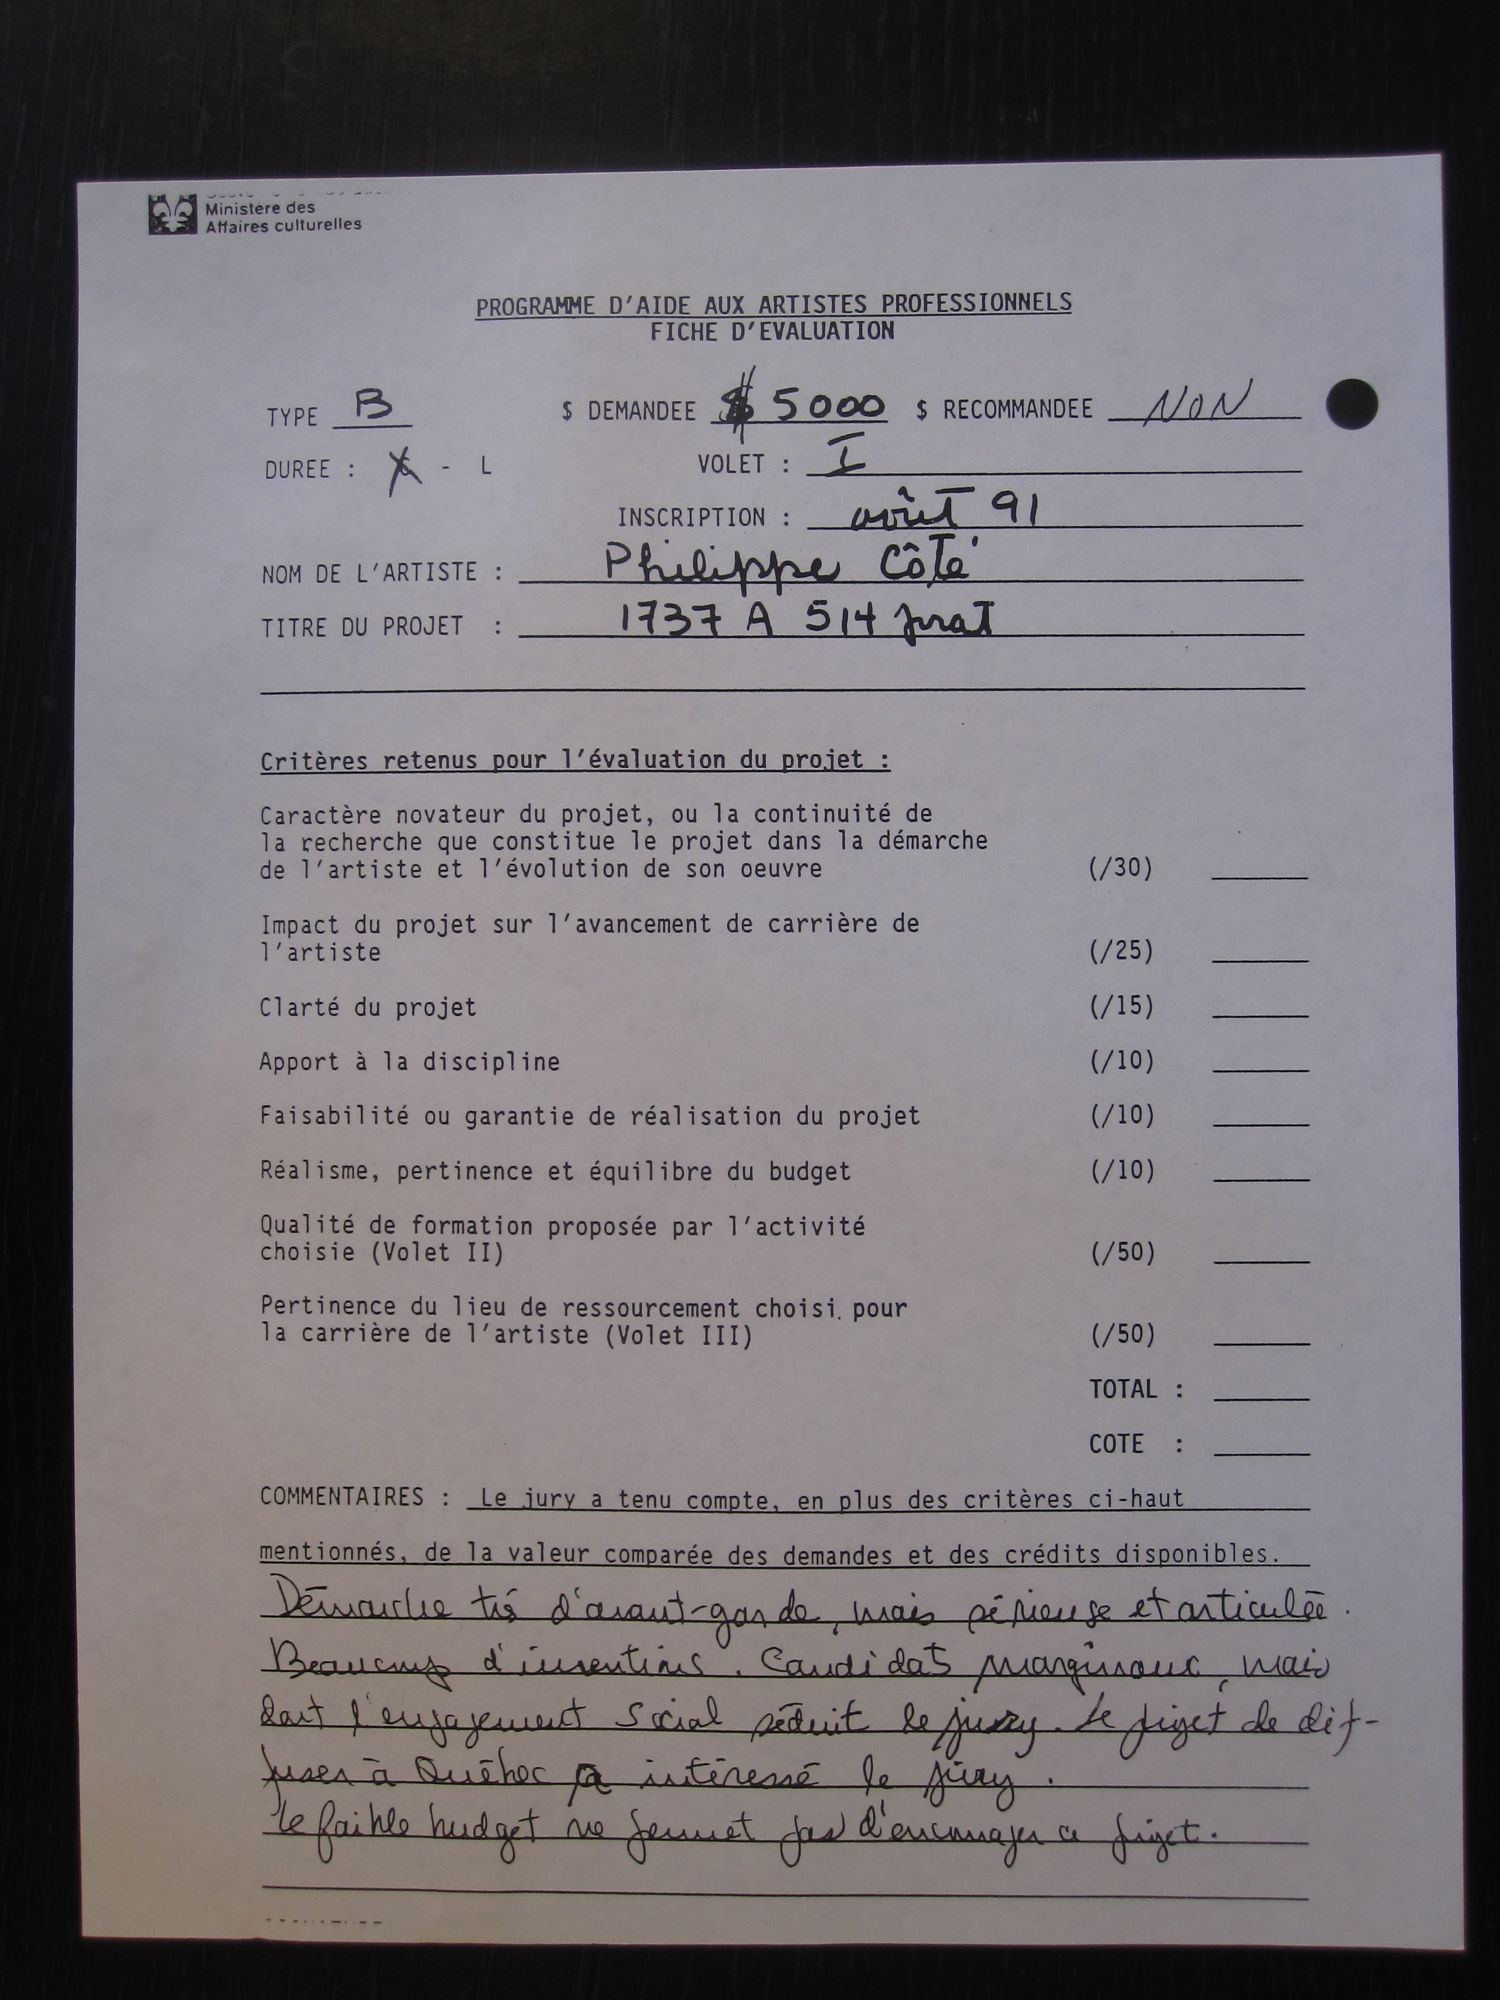 Ministere des
Affaires culturelles
PROGRAMME D'AIDE AUX ARTISTES PROFESSIONNELS
FICHE D'EVALUATION
TYPE B $ DEMANDEE $ 5000 $ RECOMMANDEE NON
DUREE : - L VOLET : I
INSCRIPTION : août 91
NOM DE L'ARTISTE : Philippe Côté
TITRE DU PROJET : 1737 A 514
Critères retenus pour l'évaluation du projet :
Caractère novateur du projet, ou la continuité de
la recherche que constitue le projet dans la démarche
de l'artiste et l'évolution de son oeuvre (/30)
Impact du projet sur l'avancement de carrière de
l'artiste (/25)
Clarté du projet (/15)
Apport à la discipline (/10)
Faisabilité ou garantie de réalisation du projet (/10)
Réalisme, pertinence et équilibre du budget (/10)
Qualité de formation proposée par l'activité
choisie (Volet II) (/50)
Pertinence du lieu de ressourcement choisi pour
la carrière de l'artiste (Volet III) (/50)
TOTAL :
COTE :
COMMENTAIRES : Le jury a tenu compte, en plus des critères ci-haut
mentionnés, de la valeur comparée des demandes et des crédits disponibles.
Démarche très d'avant-garde, mais sérieuse et articulée.
Beaucoup d'inventions. Candidats marginaux, mais
dont l'engagement social séduit le jury. Le projet de dif-
fuser à Québec a intéressé le jury.
Le faible budget ne permet pas d'encourager ce projet.